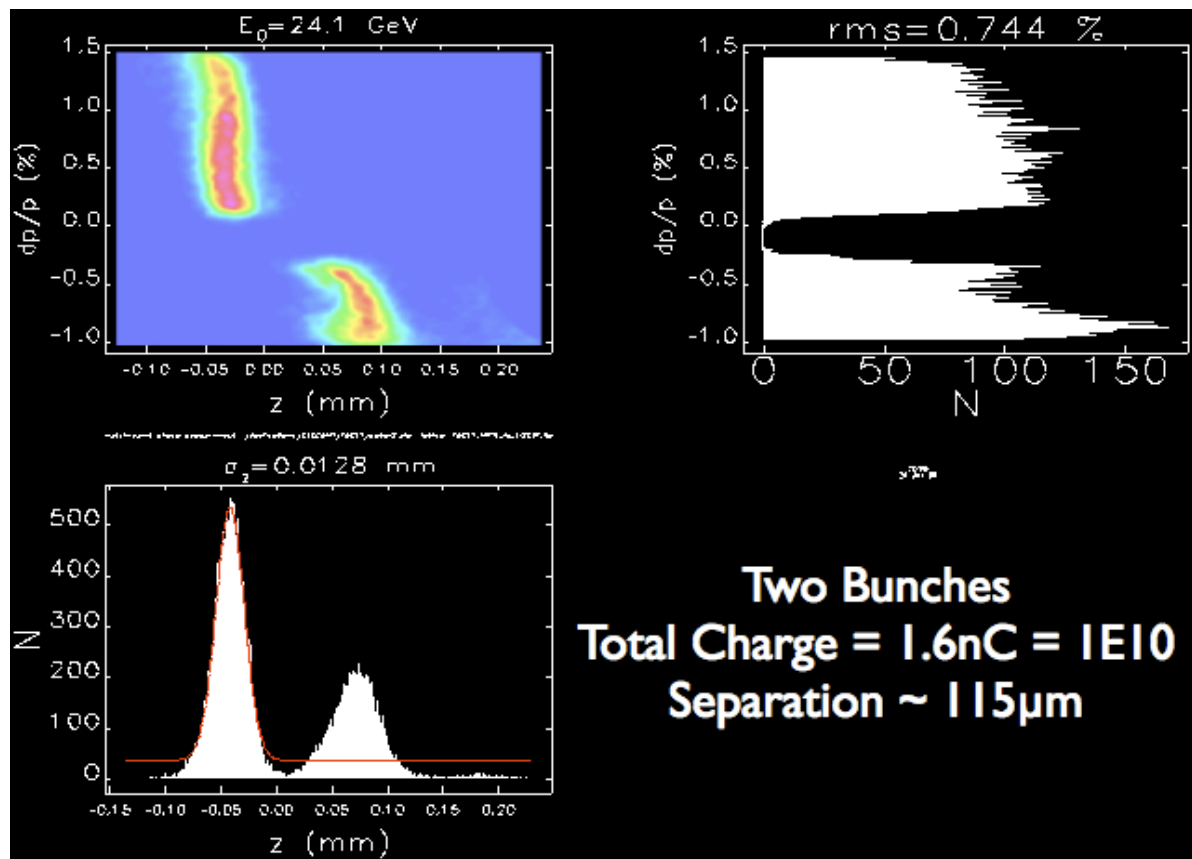 E0=24.1 GeV
1.5
1.0
0.5
0.0
-0.5
-1.0
dp/p (%)
-0.10 -0.05 0.00 0.05 0.10 0.15 0.20
z (mm)
rms=0.744 %
1.5
1.0
0.5
0.0
-0.5
-1.0
dp/p (%)
0 50 100 150
N
σz=0.0128 mm
500
400
300
200
100
0
N
-0.15 -0.10 -0.05 0.00 0.05 0.10 0.15 0.20
z (mm)
Two Bunches
Total Charge = 1.6nC = 1E10
Separation ~ 115µm